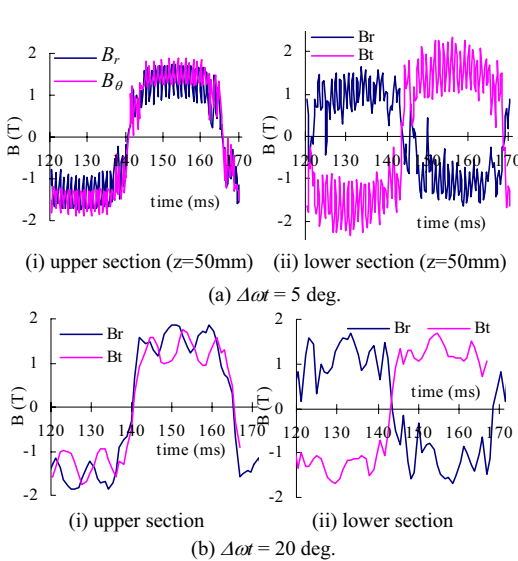 B_r
B_θ
B (T)
2
1
0
-1
-2
120 130 140 150 160 170
time (ms)
Br
Bt
B (T)
2
1
0
-1
-2
120 130 140 150 160 170
time (ms)
(i) upper section (z=50mm) (ii) lower section (z=50mm)
(a) Δωt = 5 deg.
Br
Bt
B (T)
2
1
0
-1
-2
120 130 140 150 160 170
time (ms)
Br Bt
B (T)
2
1
0
-1
-2
120 130 140 150 160 170
time (ms)
(i) upper section (ii) lower section
(b) Δωt = 20 deg.